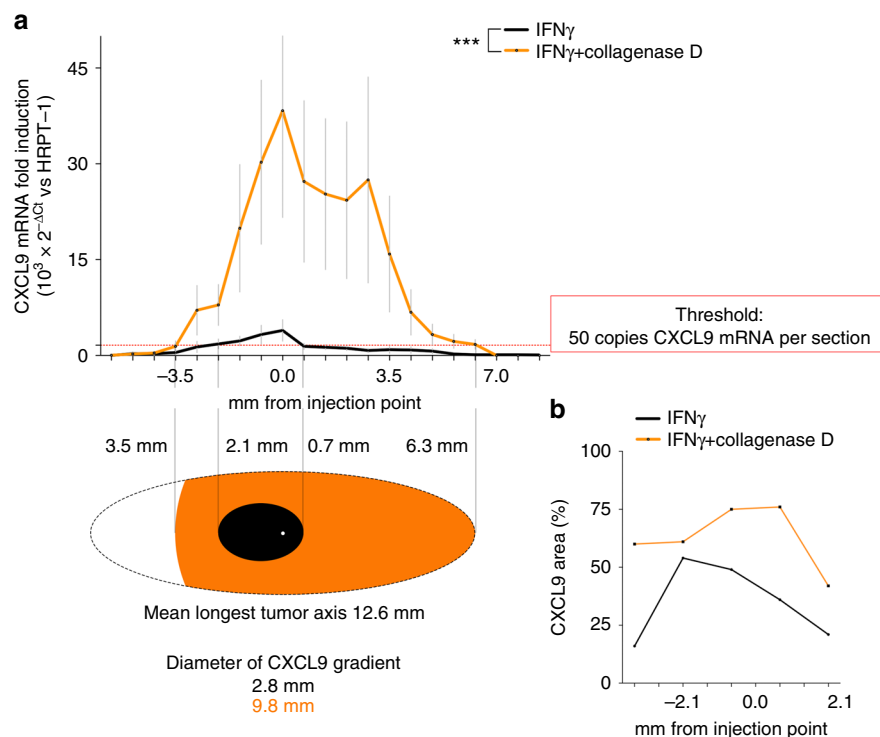 a
IFNγ
IFNγ+collagenase D
***
CXCL9 mRNA fold induction
(10³ × 2^−ΔCt vs HRPT−1)
45
30
15
0
Threshold:
50 copies CXCL9 mRNA per section
−3.5
0.0
3.5
7.0
mm from injection point
3.5 mm
2.1 mm
0.7 mm
6.3 mm
Mean longest tumor axis 12.6 mm
Diameter of CXCL9 gradient
2.8 mm
9.8 mm
b
IFNγ
IFNγ+collagenase D
CXCL9 area (%)
100
75
50
25
0
−2.1
0.0
2.1
mm from injection point